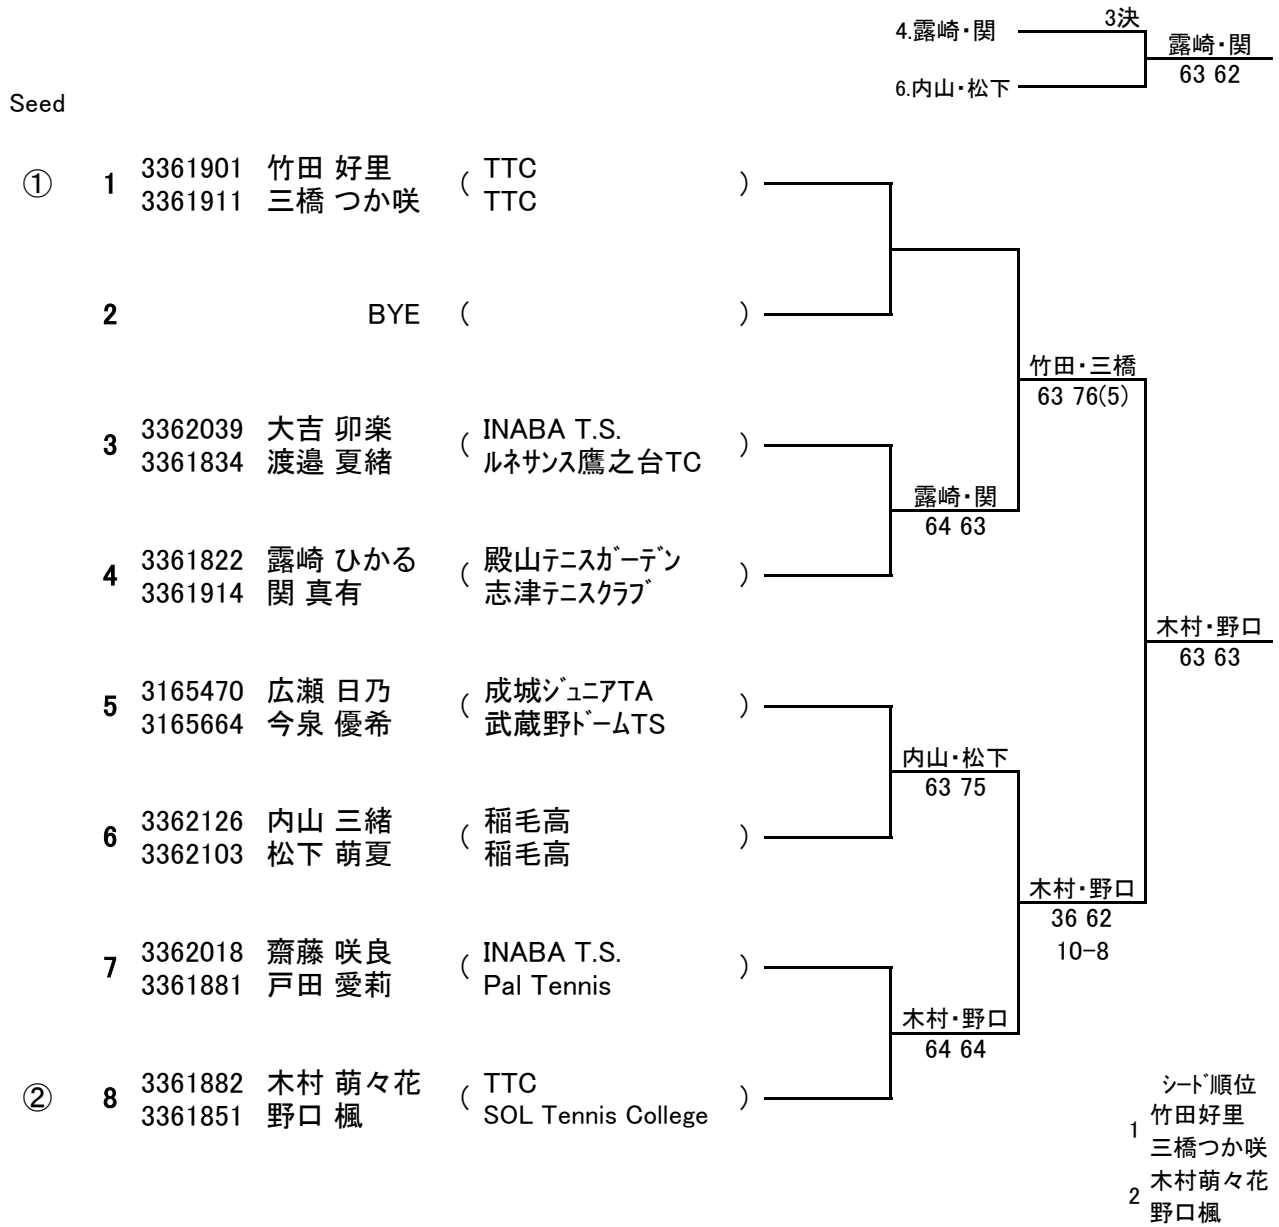 3決
4.露崎・関
露崎・関
63 62
6.内山・松下
Seed
① 1 3361901 竹田 好里 ( TTC )
3361911 三橋 つか咲 TTC
2 BYE ( )
竹田・三橋
63 76(5)
3 3362039 大吉 卯楽 ( INABA T.S. )
3361834 渡邉 夏緒 ﾙﾈｻﾝｽ鷹之台TC
露崎・関
64 63
4 3361822 露崎 ひかる ( 殿山ﾃﾆｽｶﾞｰﾃﾞﾝ )
3361914 関 真有 志津ﾃﾆｽｸﾗﾌﾞ
木村・野口
63 63
5 3165470 広瀬 日乃 ( 成城ｼﾞｭﾆｱTA )
3165664 今泉 優希 武蔵野ﾄﾞｰﾑTS
内山・松下
63 75
6 3362126 内山 三緒 ( 稲毛高 )
3362103 松下 萌夏 稲毛高
木村・野口
36 62
10-8
7 3362018 齋藤 咲良 ( INABA T.S. )
3361881 戸田 愛莉 Pal Tennis
木村・野口
64 64
② 8 3361882 木村 萌々花 ( TTC )
3361851 野口 楓 SOL Tennis College
ｼｰﾄﾞ順位
1 竹田好里
三橋つか咲
2 木村萌々花
野口楓